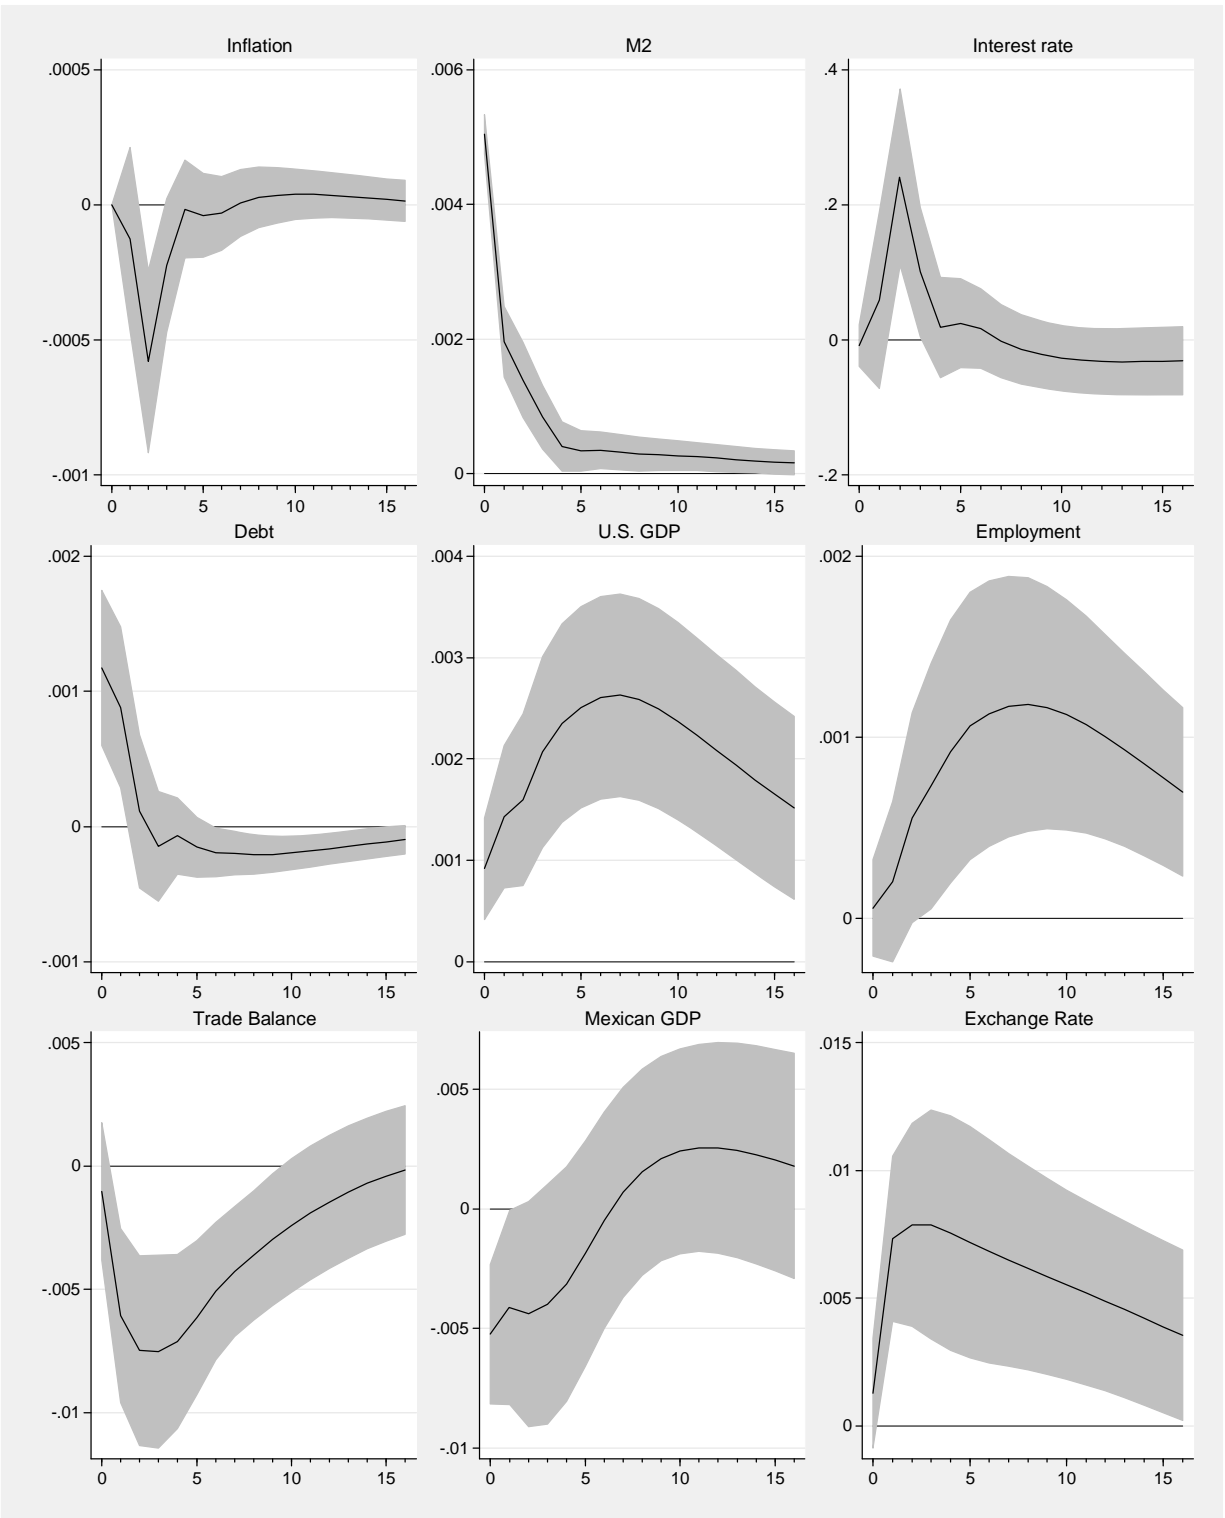 Inflation M2 Interest rate
.0005 .006 .4
0 .004 .2
-.0005 .002 0
-.001 0 -.2
0 5 10 15 0 5 10 15 0 5 10 15
Debt U.S. GDP Employment
.002 .004 .002
.001 .003
.002 .001
0 .001 0
-.001 0
0 5 10 15 0 5 10 15 0 5 10 15
Trade Balance Mexican GDP Exchange Rate
.005 .005 .015
0 0 .01
-.005 -.005 .005
-.01 -.01 0
0 5 10 15 0 5 10 15 0 5 10 15